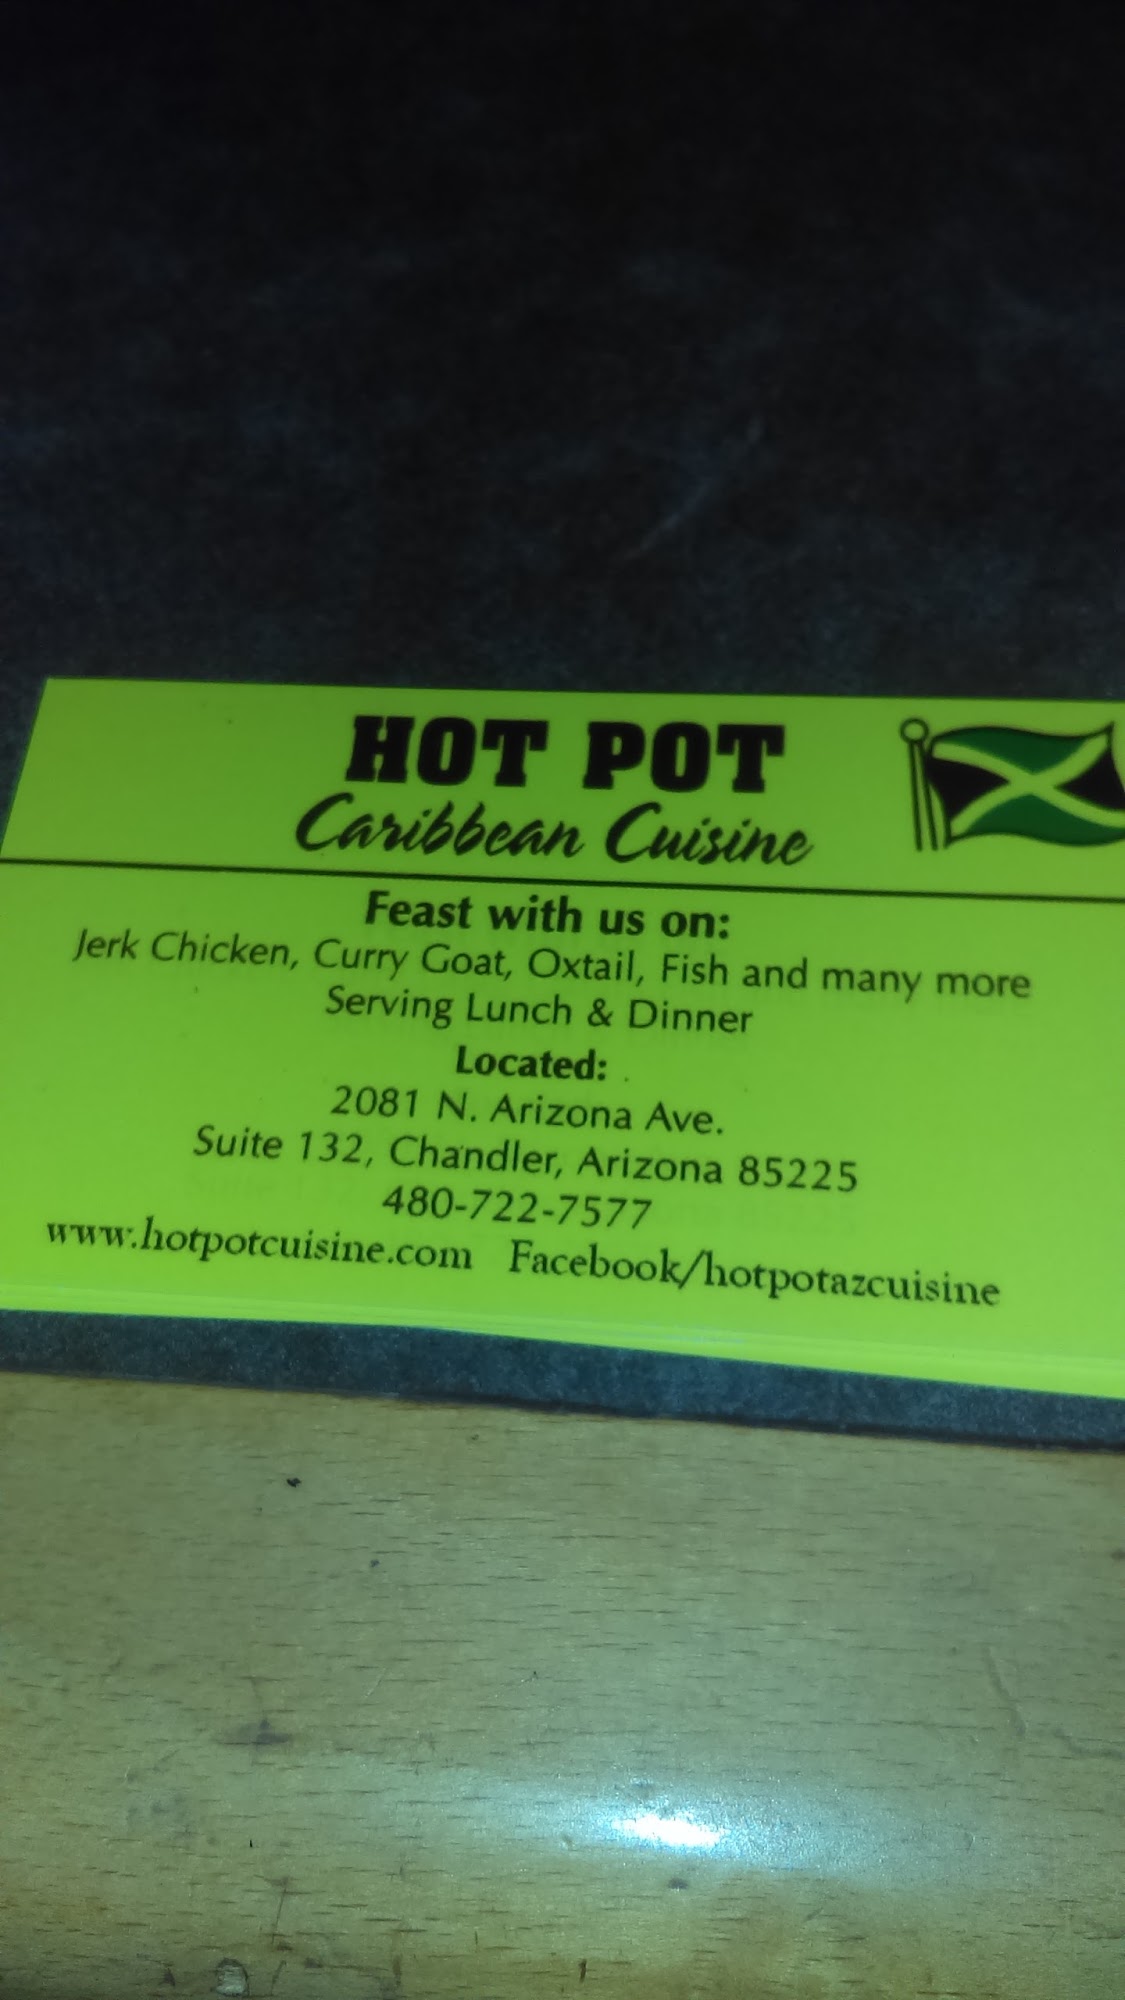 HOT POT
Caribbean Cuisine
Feast with us on:
Jerk Chicken, Curry Goat, Oxtail, Fish and many more
Serving Lunch & Dinner
Located:
2081 N. Arizona Ave.
Suite 132, Chandler, Arizona 85225
480-722-7577
www.hotpotcuisine.com Facebook/hotpotazcuisine